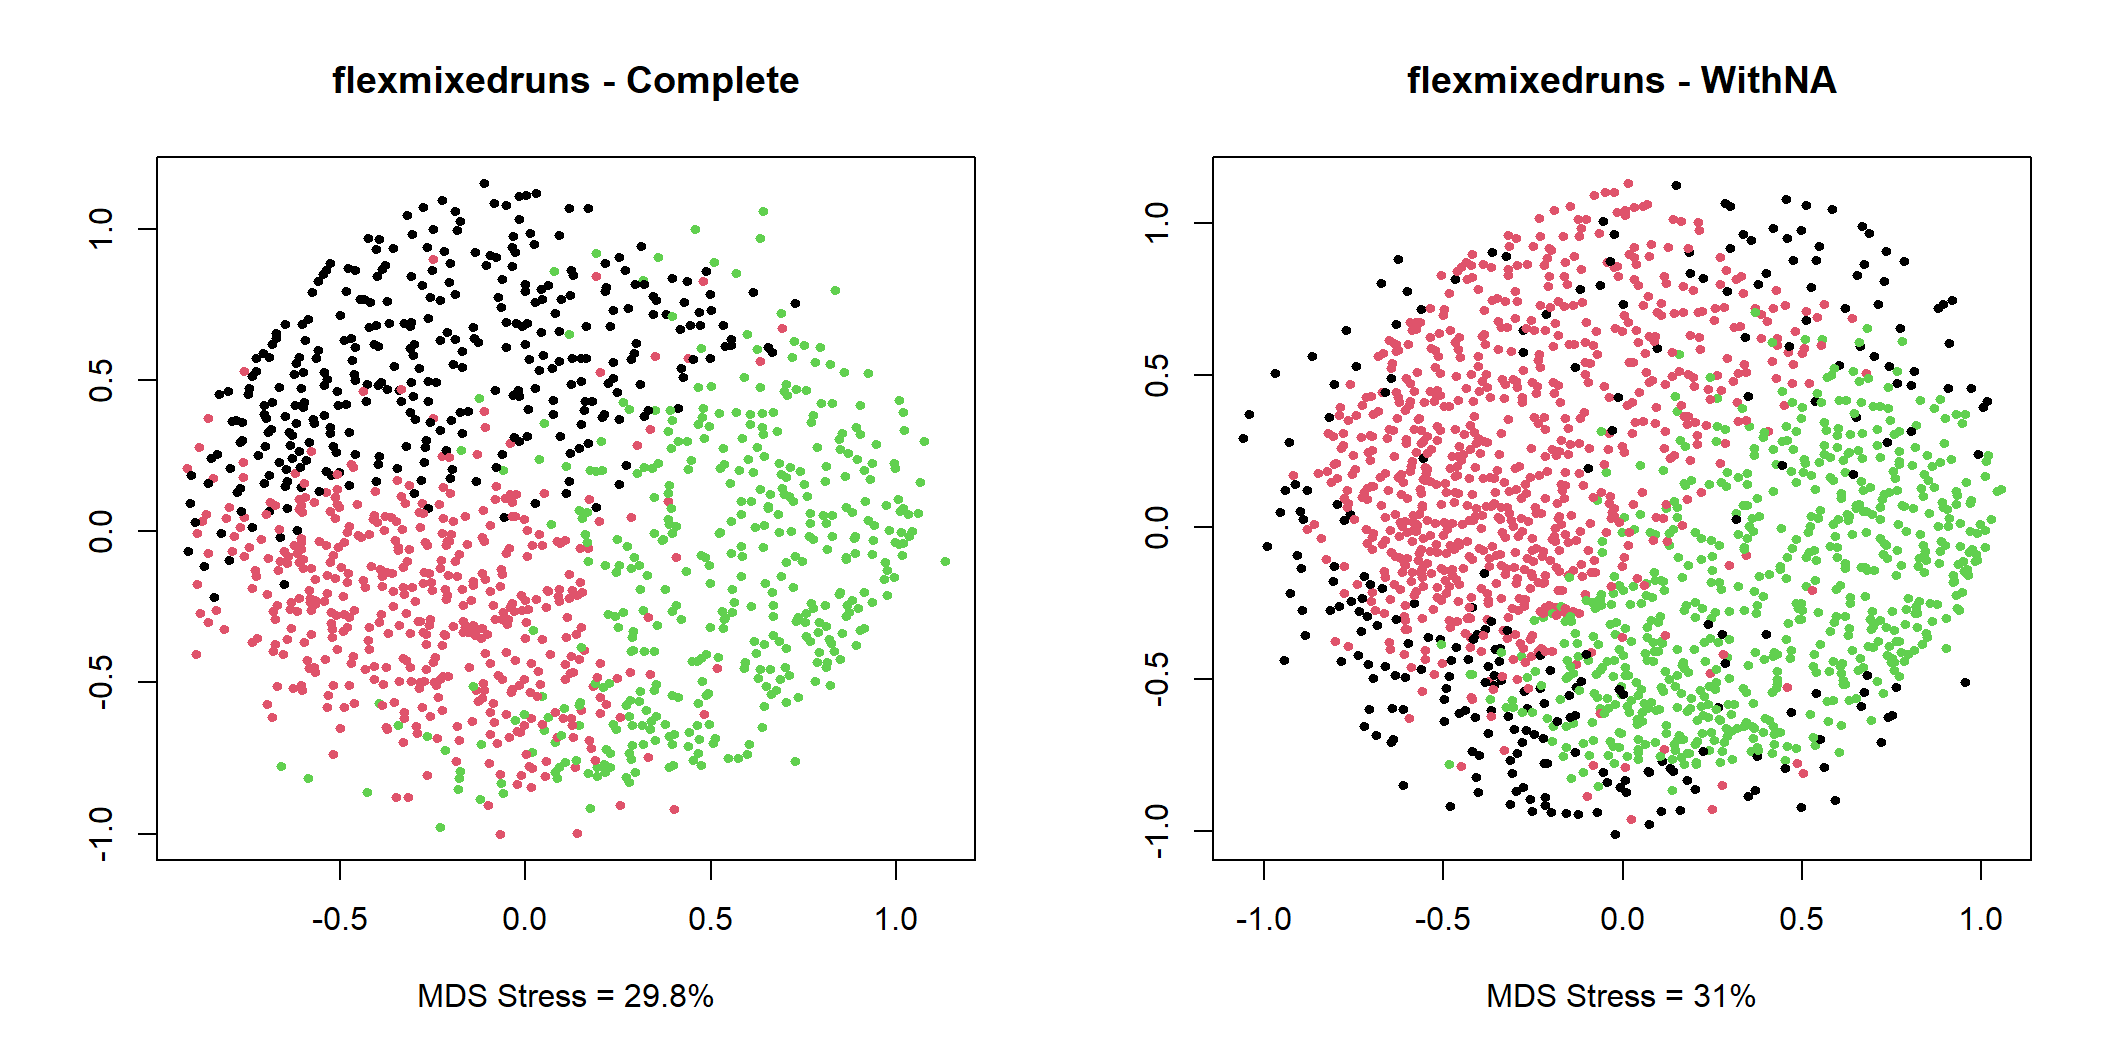 flexmixedruns - Complete
1.0
0.5
0.0
-0.5
-1.0
-0.5 0.0 0.5 1.0
MDS Stress = 29.8%
flexmixedruns - WithNA
1.0
0.5
0.0
-0.5
-1.0
-1.0 -0.5 0.0 0.5 1.0
MDS Stress = 31%